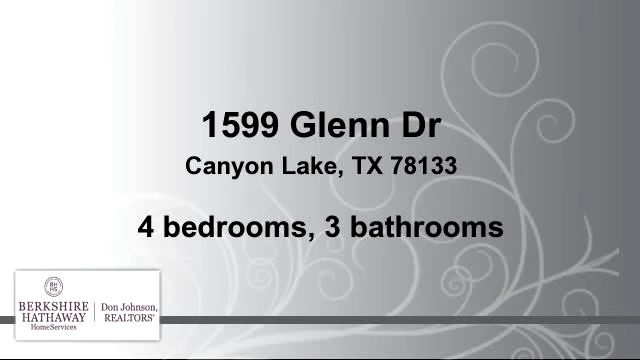 1599 Glenn Dr
Canyon Lake, TX 78133
4 bedrooms, 3 bathrooms
BERKSHIRE
HATHAWAY
HomeServices
Don Johnson,
REALTORS®